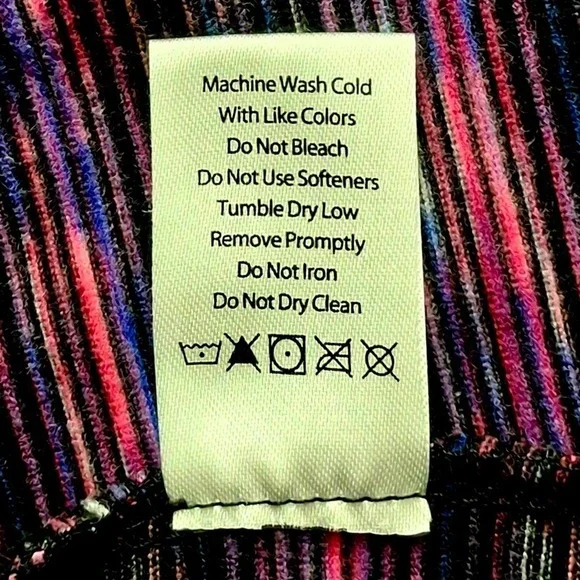 Machine Wash Cold
With Like Colors
Do Not Bleach
Do Not Use Softeners
Tumble Dry Low
Remove Promptly
Do Not Iron
Do Not Dry Clean